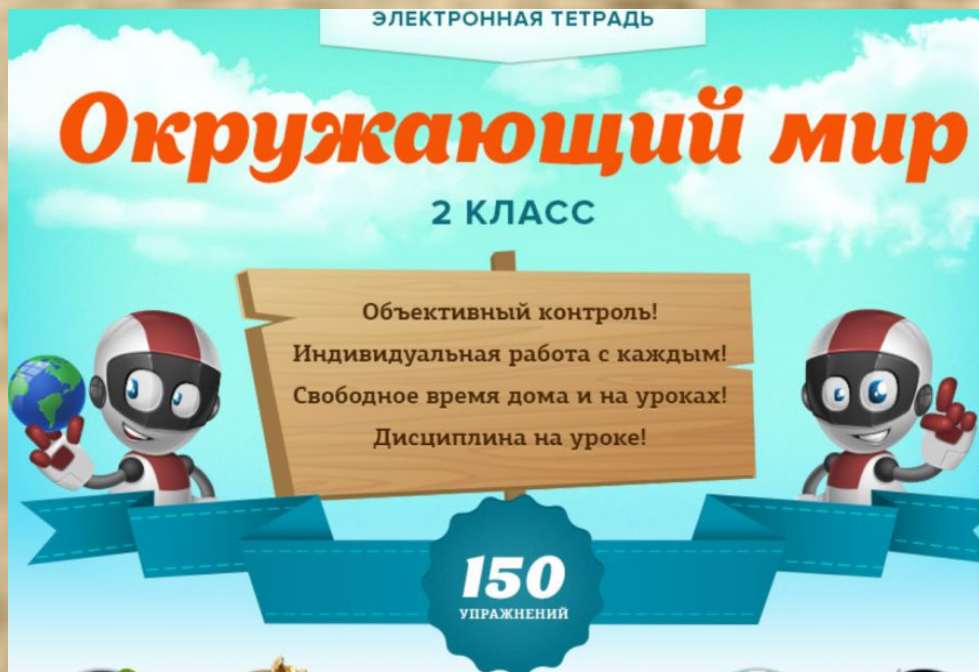 ЭЛЕКТРОННАЯ ТЕТРАДЬ
Окружающий мир
2 КЛАСС
Объективный контроль!
Индивидуальная работа с каждым!
Свободное время дома и на уроках!
Дисциплина на уроке!
150
УПРАЖНЕНИЙ